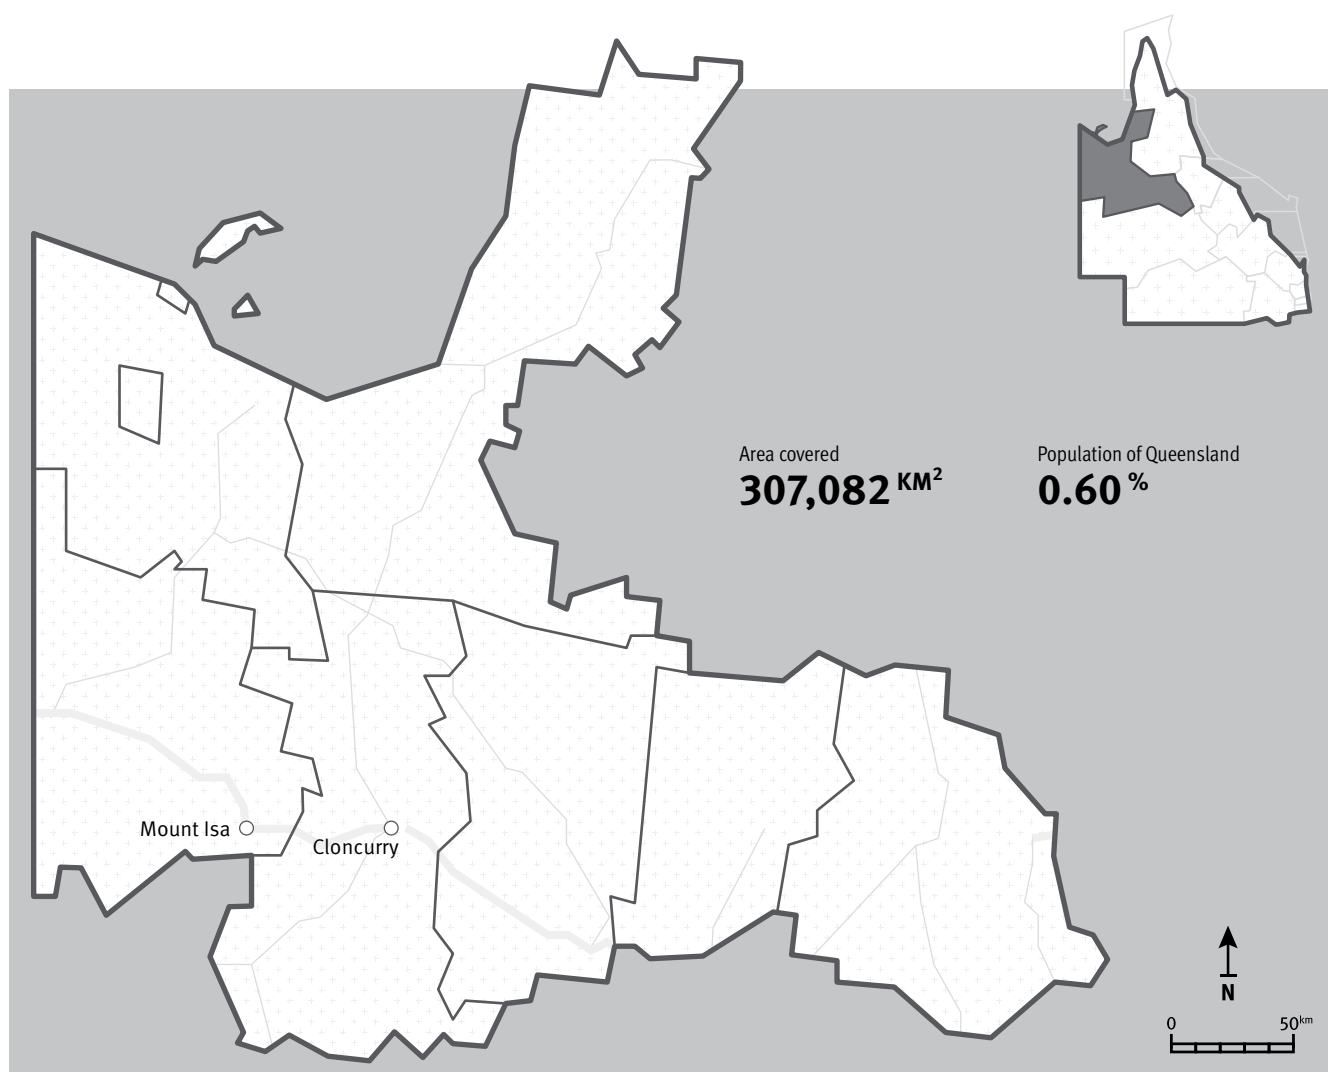 Area covered
307,082 KM²
Population of Queensland
0.60 %
Mount Isa
Cloncurry
N
0 50km